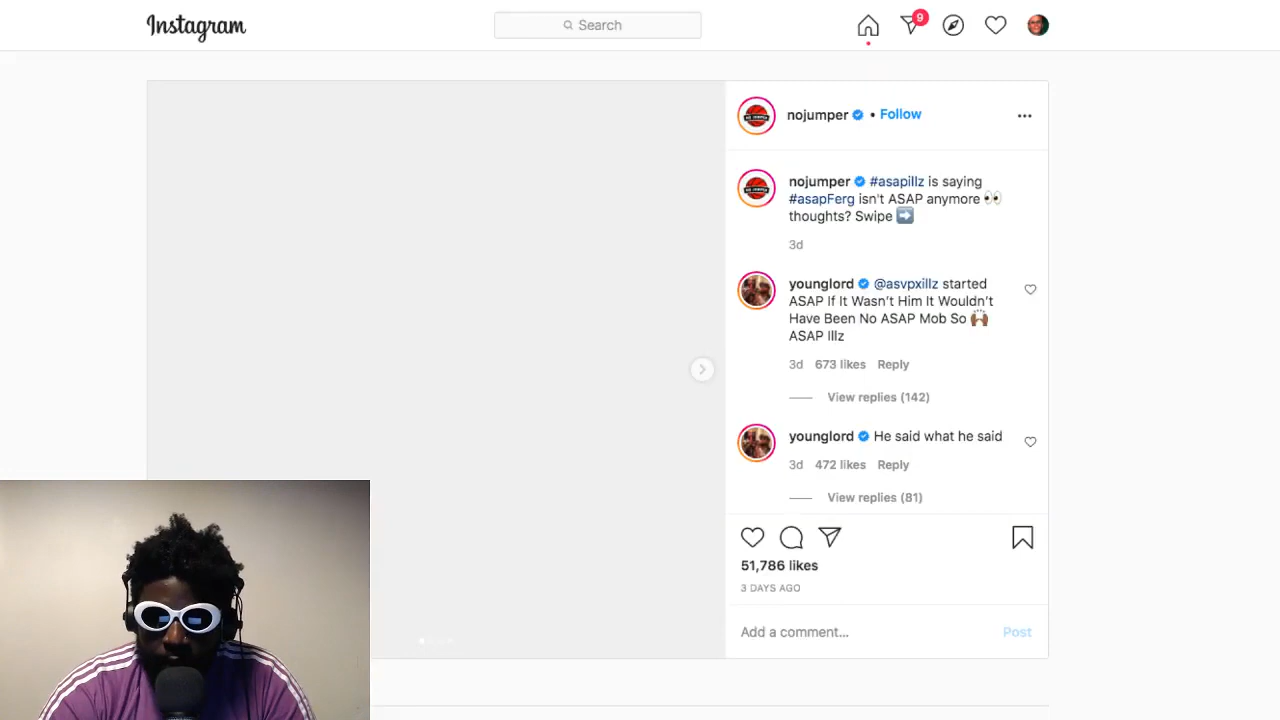 Instagram
Search
9
nojumper • Follow
nojumper #asapillz is saying
#asapFerg isn't ASAP anymore 👀
thoughts? Swipe ➡️
3d
younglord @asvpxillz started
ASAP If It Wasn't Him It Wouldn't
Have Been No ASAP Mob So 🙌🏾
ASAP Illz
3d 673 likes Reply
View replies (142)
younglord He said what he said
3d 472 likes Reply
View replies (81)
51,786 likes
3 DAYS AGO
Add a comment... Post